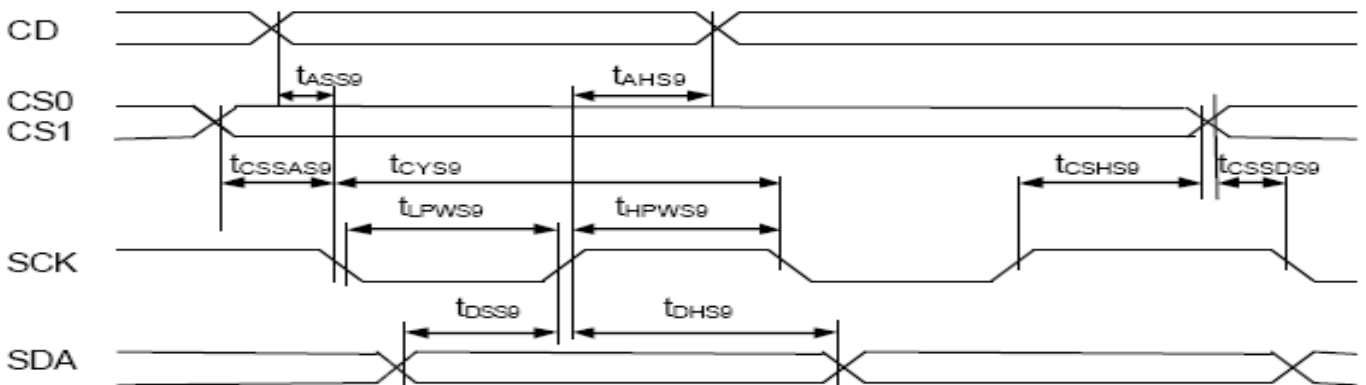 CD
tASS9 tAHS9
CS0
CS1
tCSSAS9 tCYS9 tCSHS9 tCSSDS9
tLPWS9 tHPWS9
SCK
tDSS9 tDHS9
SDA